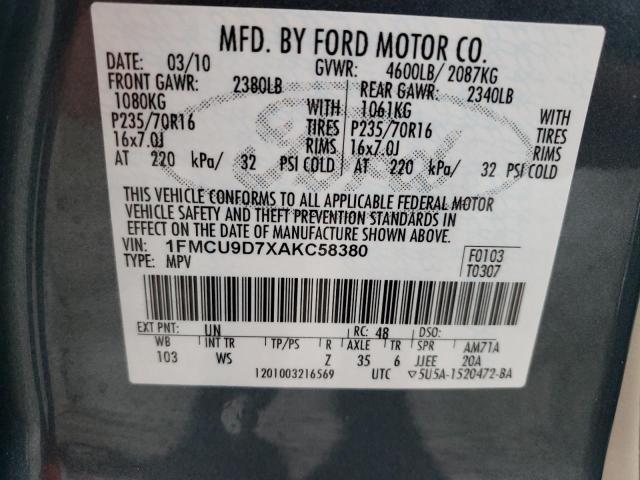 MFD. BY FORD MOTOR CO.
DATE: 03/10 GVWR: 4600LB/ 2087KG
FRONT GAWR: 2380LB REAR GAWR: 2340LB
1080KG WITH 1061KG WITH
P235/70R16 TIRES P235/70R16 TIRES
16x7.0J RIMS 16x7.0J RIMS
AT 220 kPa/ 32 PSI COLD AT 220 kPa/ 32 PSI COLD
Ford
THIS VEHICLE CONFORMS TO ALL APPLICABLE FEDERAL MOTOR
VEHICLE SAFETY AND THEFT PREVENTION STANDARDS IN
EFFECT ON THE DATE OF MANUFACTURE SHOWN ABOVE.
VIN: 1FMCU9D7XAKC58380 F0103
TYPE: MPV T0307
EXT PNT: UN RC: 48 DSO:
WB INT TR TP/PS R AXLE TR SPR AM71A
103 WS Z 35 6 JJEE 20A
1201003216569 UTC ▽5U5A-1520472-BA